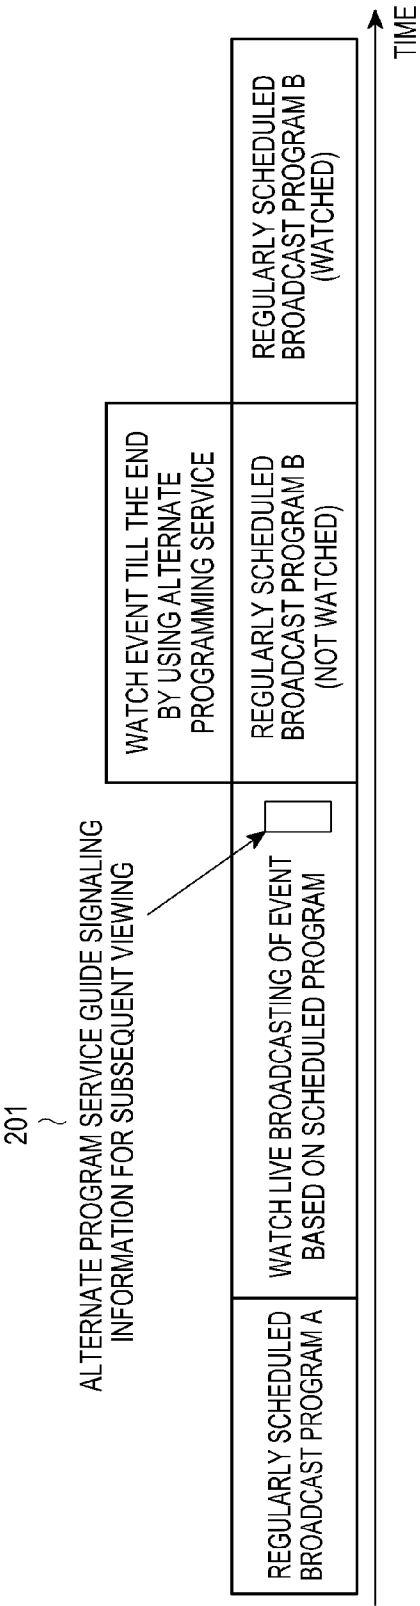 201
ALTERNATE PROGRAM SERVICE GUIDE SIGNALING
INFORMATION FOR SUBSEQUENT VIEWING
WATCH EVENT TILL THE END
BY USING ALTERNATE
PROGRAMMING SERVICE
REGULARLY SCHEDULED
BROADCAST PROGRAM A
WATCH LIVE BROADCASTING OF EVENT
BASED ON SCHEDULED PROGRAM
REGULARLY SCHEDULED
BROADCAST PROGRAM B
(NOT WATCHED)
REGULARLY SCHEDULED
BROADCAST PROGRAM B
(WATCHED)
TIME